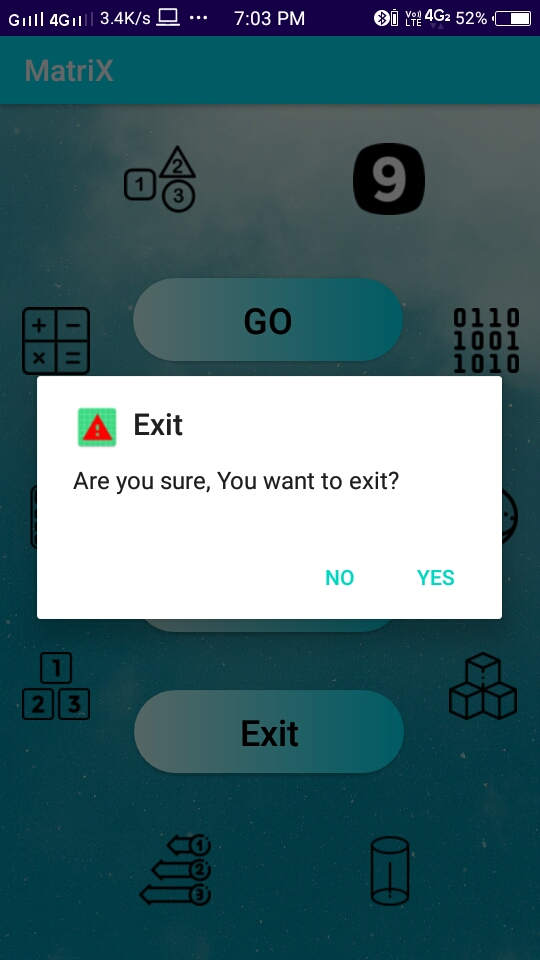 G 4G 3.4K/s ... 7:03 PM Vo) LTE 4G2 52%
MatriX
1 2 3
9
GO
+ −
× =
0110
1001
1010
Exit
Are you sure, You want to exit?
NO YES
1
2 3
Exit
1
2
3